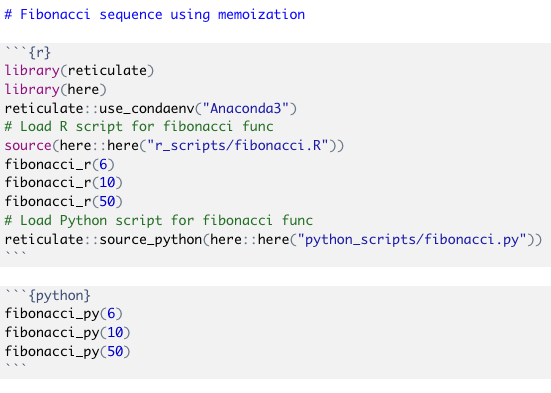 # Fibonacci sequence using memoization
```{r}
library(reticulate)
library(here)
reticulate::use_condaenv("Anaconda3")
# Load R script for fibonacci func
source(here::here("r_scripts/fibonacci.R"))
fibonacci_r(6)
fibonacci_r(10)
fibonacci_r(50)
# Load Python script for fibonacci func
reticulate::source_python(here::here("python_scripts/fibonacci.py"))
```
```{python}
fibonacci_py(6)
fibonacci_py(10)
fibonacci_py(50)
```